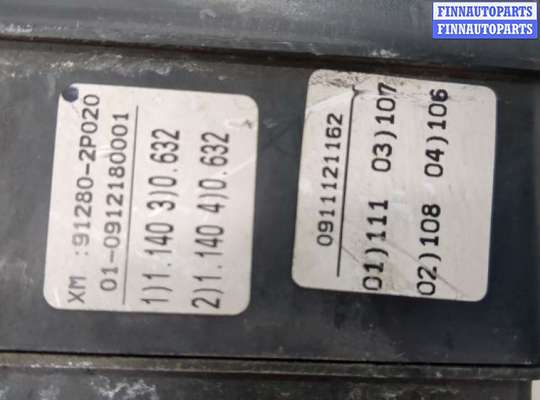 FINNAUTOPARTS
FINNAUTOPARTS
XM :91280-2P020
01-0912180001
1)1.140 3)0.632
2)1.140 4)0.632
0911121162
01)111 03)107
02)108 04)106